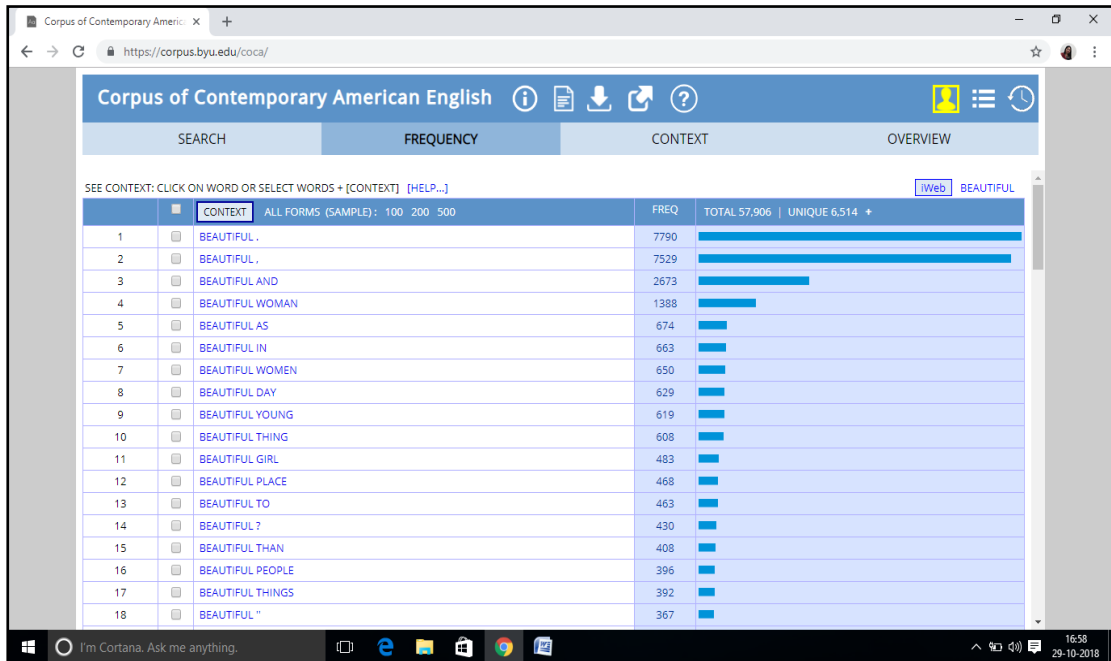 Corpus of Contemporary Americ
https://corpus.byu.edu/coca/
Corpus of Contemporary American English
SEARCH FREQUENCY CONTEXT OVERVIEW
SEE CONTEXT: CLICK ON WORD OR SELECT WORDS + [CONTEXT] [HELP...] iWeb BEAUTIFUL
CONTEXT ALL FORMS (SAMPLE): 100 200 500 FREQ TOTAL 57,906 | UNIQUE 6,514 +
1 BEAUTIFUL . 7790
2 BEAUTIFUL , 7529
3 BEAUTIFUL AND 2673
4 BEAUTIFUL WOMAN 1388
5 BEAUTIFUL AS 674
6 BEAUTIFUL IN 663
7 BEAUTIFUL WOMEN 650
8 BEAUTIFUL DAY 629
9 BEAUTIFUL YOUNG 619
10 BEAUTIFUL THING 608
11 BEAUTIFUL GIRL 483
12 BEAUTIFUL PLACE 468
13 BEAUTIFUL TO 463
14 BEAUTIFUL ? 430
15 BEAUTIFUL THAN 408
16 BEAUTIFUL PEOPLE 396
17 BEAUTIFUL THINGS 392
18 BEAUTIFUL " 367
I'm Cortana. Ask me anything. 16:58
29-10-2018